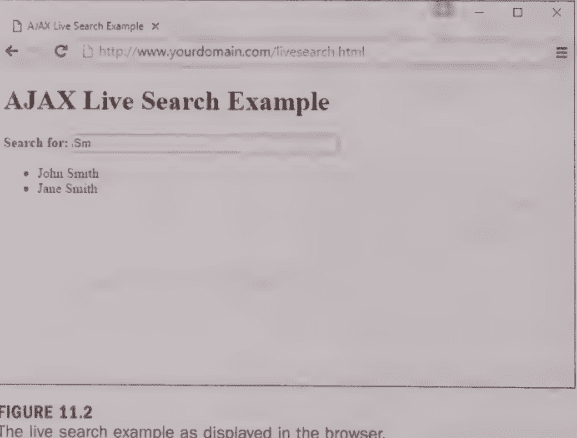 AJAX Live Search Example ×
http://www.yourdomain.com/livesearch.html
AJAX Live Search Example
Search for: Sm
• John Smith
• Jane Smith
FIGURE 11.2
The live search example as displayed in the browser.